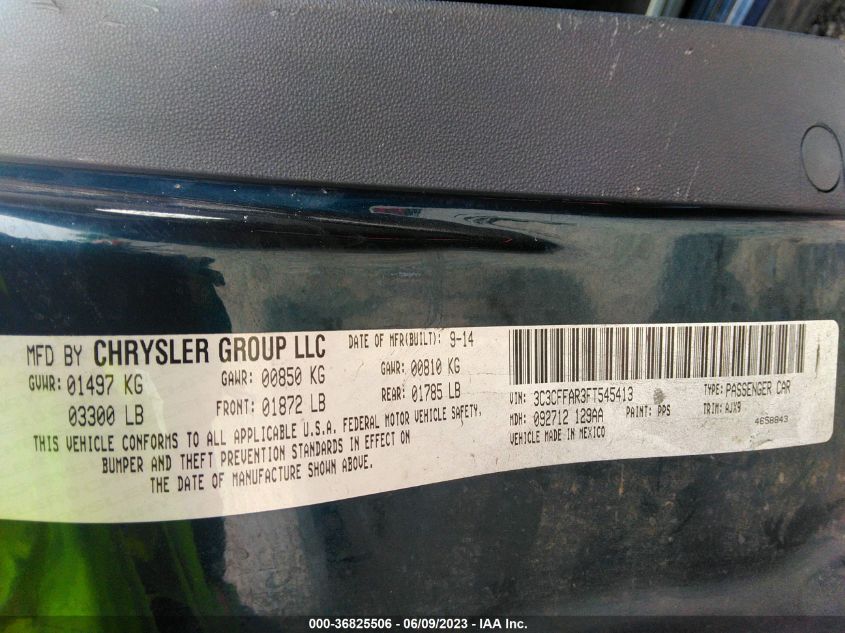 MFD BY CHRYSLER GROUP LLC DATE OF MFR(BUILT): 9-14
GVWR: 01497 KG GAWR: 00850 KG GAWR: 00810 KG
03300 LB FRONT: 01872 LB REAR: 01785 LB
THIS VEHICLE CONFORMS TO ALL APPLICABLE U.S.A. FEDERAL MOTOR VEHICLE SAFETY,
BUMPER AND THEFT PREVENTION STANDARDS IN EFFECT ON
THE DATE OF MANUFACTURE SHOWN ABOVE.
VIN: 3C3CFFAR3FT545413 TYPE: PASSENGER CAR
MDH: 092712 129AA PAINT: PPS TRIM: AJX9
VEHICLE MADE IN MEXICO 4658843
000-36825506 - 06/09/2023 - IAA Inc.